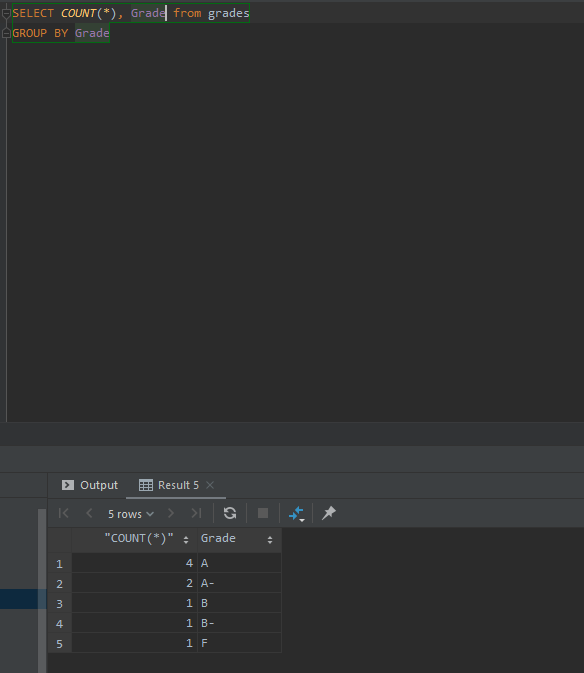 SELECT COUNT(*), Grade from grades
GROUP BY Grade
Output Result 5
5 rows
"COUNT(*)" Grade
1 4 A
2 2 A-
3 1 B
4 1 B-
5 1 F